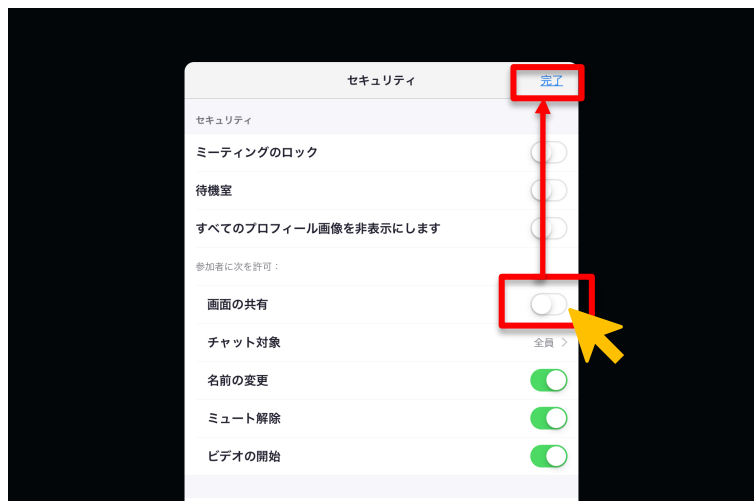 セキュリティ 完了
セキュリティ
ミーティングのロック
待機室
すべてのプロフィール画像を非表示にします
参加者に次を許可：
画面の共有
チャット対象 全員 >
名前の変更
ミュート解除
ビデオの開始